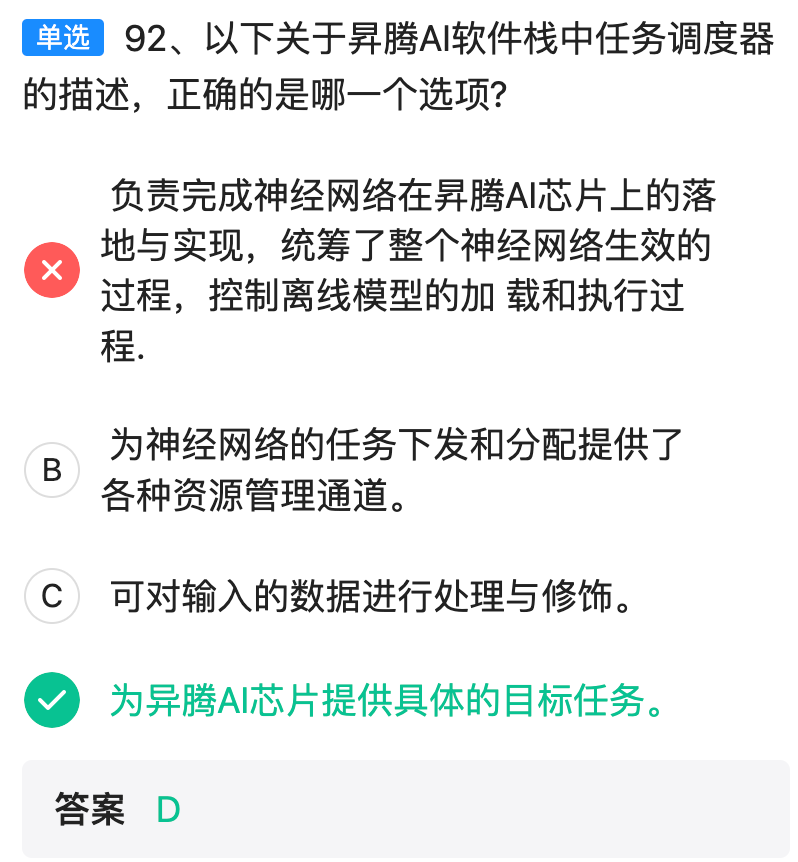 单选 92、以下关于昇腾AI软件栈中任务调度器
的描述，正确的是哪一个选项?
负责完成神经网络在昇腾AI芯片上的落
地与实现，统筹了整个神经网络生效的
过程，控制离线模型的加 载和执行过
程.
为神经网络的任务下发和分配提供了
B 各种资源管理通道。
C 可对输入的数据进行处理与修饰。
为异腾AI芯片提供具体的目标任务。
答案 D